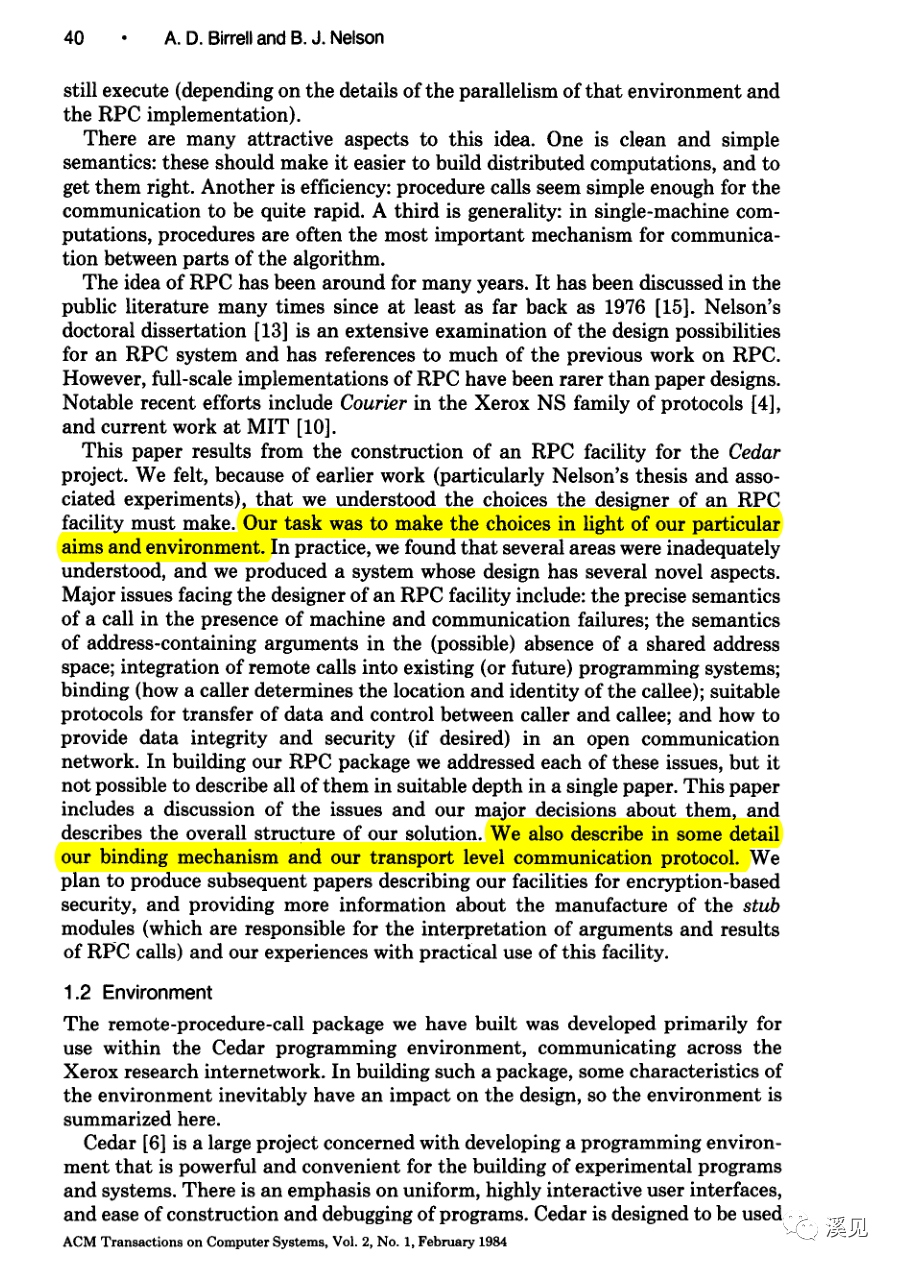 40 • A. D. Birrell and B. J. Nelson
still execute (depending on the details of the parallelism of that environment and
the RPC implementation).
There are many attractive aspects to this idea. One is clean and simple
semantics: these should make it easier to build distributed computations, and to
get them right. Another is efficiency: procedure calls seem simple enough for the
communication to be quite rapid. A third is generality: in single-machine com-
putations, procedures are often the most important mechanism for communica-
tion between parts of the algorithm.
The idea of RPC has been around for many years. It has been discussed in the
public literature many times since at least as far back as 1976 [15]. Nelson's
doctoral dissertation [13] is an extensive examination of the design possibilities
for an RPC system and has references to much of the previous work on RPC.
However, full-scale implementations of RPC have been rarer than paper designs.
Notable recent efforts include Courier in the Xerox NS family of protocols [4],
and current work at MIT [10].
This paper results from the construction of an RPC facility for the Cedar
project. We felt, because of earlier work (particularly Nelson's thesis and asso-
ciated experiments), that we understood the choices the designer of an RPC
facility must make. Our task was to make the choices in light of our particular
aims and environment. In practice, we found that several areas were inadequately
understood, and we produced a system whose design has several novel aspects.
Major issues facing the designer of an RPC facility include: the precise semantics
of a call in the presence of machine and communication failures; the semantics
of address-containing arguments in the (possible) absence of a shared address
space; integration of remote calls into existing (or future) programming systems;
binding (how a caller determines the location and identity of the callee); suitable
protocols for transfer of data and control between caller and callee; and how to
provide data integrity and security (if desired) in an open communication
network. In building our RPC package we addressed each of these issues, but it
not possible to describe all of them in suitable depth in a single paper. This paper
includes a discussion of the issues and our major decisions about them, and
describes the overall structure of our solution. We also describe in some detail
our binding mechanism and our transport level communication protocol. We
plan to produce subsequent papers describing our facilities for encryption-based
security, and providing more information about the manufacture of the stub
modules (which are responsible for the interpretation of arguments and results
of RPC calls) and our experiences with practical use of this facility.
1.2 Environment
The remote-procedure-call package we have built was developed primarily for
use within the Cedar programming environment, communicating across the
Xerox research internetwork. In building such a package, some characteristics of
the environment inevitably have an impact on the design, so the environment is
summarized here.
Cedar [6] is a large project concerned with developing a programming environ-
ment that is powerful and convenient for the building of experimental programs
and systems. There is an emphasis on uniform, highly interactive user interfaces,
and ease of construction and debugging of programs. Cedar is designed to be used
ACM Transactions on Computer Systems, Vol. 2, No. 1, February 1984
溪见